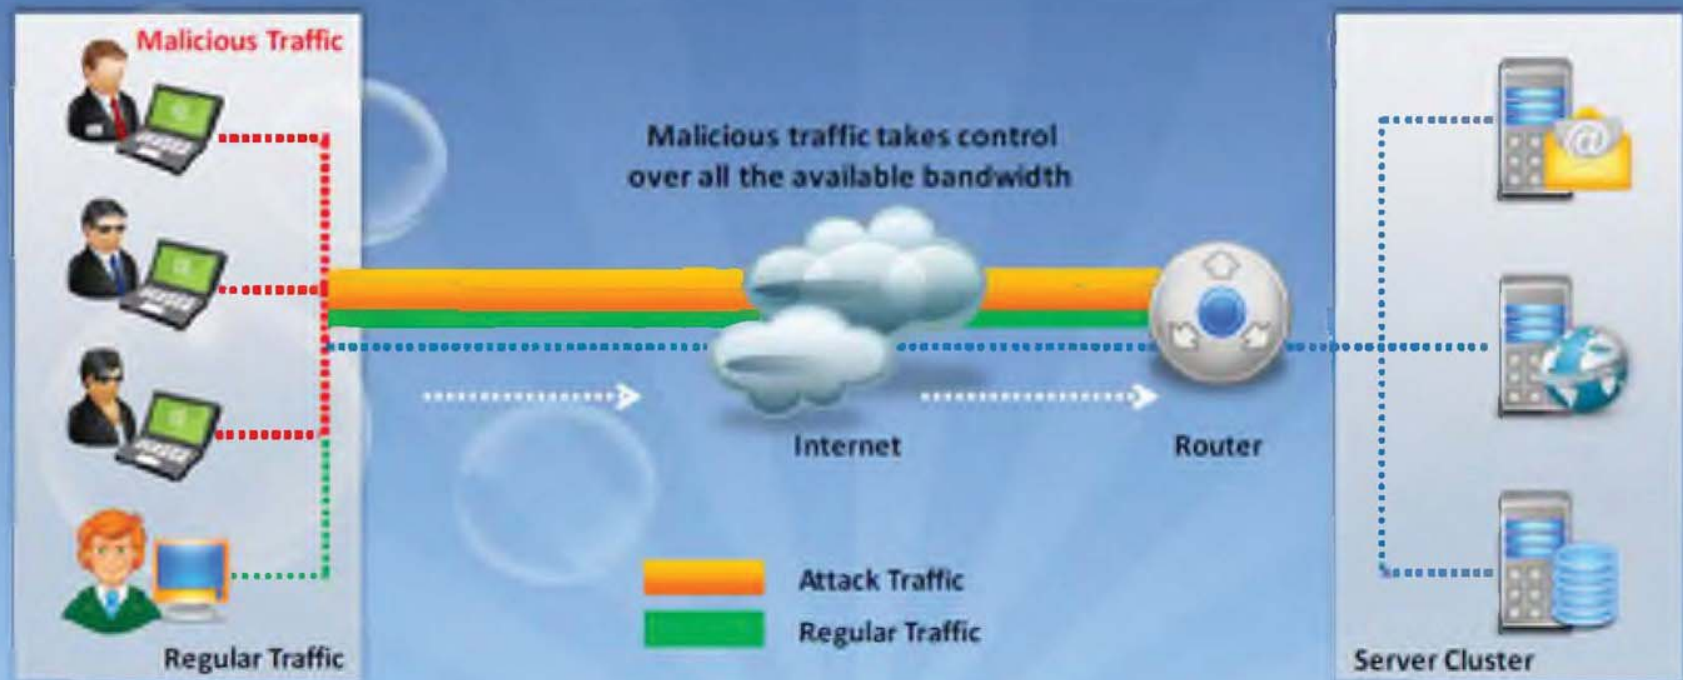 Malicious Traffic
Malicious traffic takes control
over all the available bandwidth
@
Internet
Router
Attack Traffic
Regular Traffic
Regular Traffic
Server Cluster